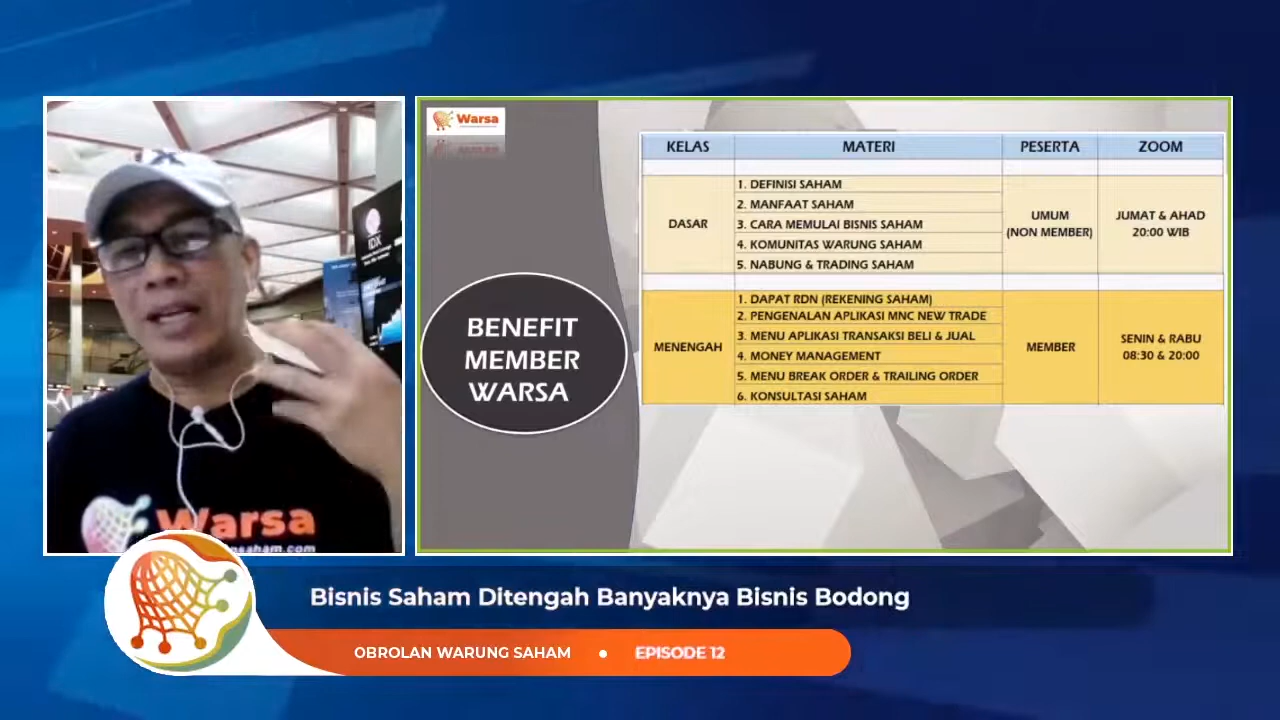 Warsa
KELAS
MATERI
PESERTA
ZOOM
DASAR
1. DEFINISI SAHAM
2. MANFAAT SAHAM
3. CARA MEMULAI BISNIS SAHAM
4. KOMUNITAS WARUNG SAHAM
5. NABUNG & TRADING SAHAM
UMUM
(NON MEMBER)
JUMAT & AHAD
20:00 WIB
MENENGAH
1. DAPAT RDN (REKENING SAHAM)
2. PENGENALAN APLIKASI MNC NEW TRADE
3. MENU APLIKASI TRANSAKSI BELI & JUAL
4. MONEY MANAGEMENT
5. MENU BREAK ORDER & TRAILING ORDER
6. KONSULTASI SAHAM
MEMBER
SENIN & RABU
08:30 & 20:00
BENEFIT
MEMBER
WARSA
IDX
Warsa
Bisnis Saham Ditengah Banyaknya Bisnis Bodong
OBROLAN WARUNG SAHAM • EPISODE 12